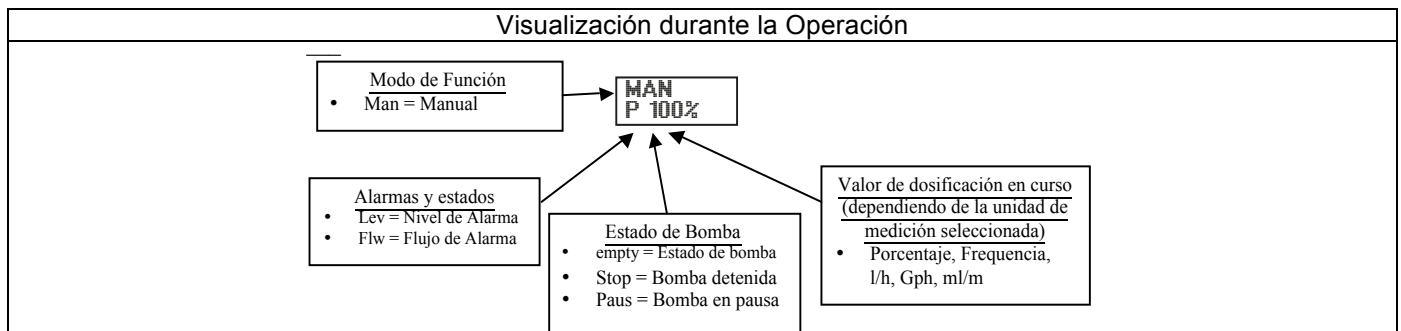 Visualización durante la Operación
Modo de Función
• Man = Manual
MAN
P 100%
Alarmas y estados
• Lev = Nivel de Alarma
• Flw = Flujo de Alarma
Estado de Bomba
• empty = Estado de bomba
• Stop = Bomba detenida
• Paus = Bomba en pausa
Valor de dosificación en curso
(dependiendo de la unidad de
medición seleccionada)
• Porcentaje, Frequencia,
l/h, Gph, ml/m